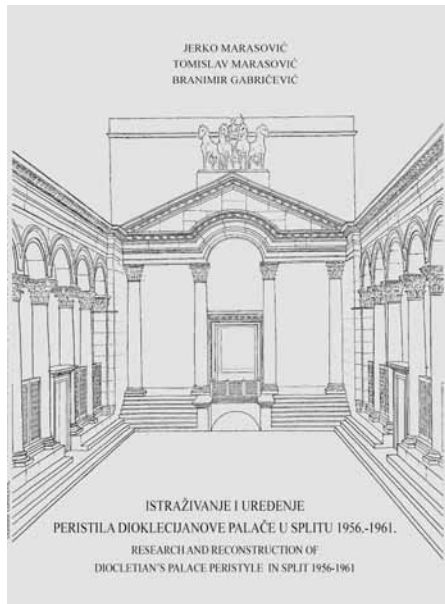 JERKO MARASOVIĆ
TOMISLAV MARASOVIĆ
BRANIMIR GABRIČEVIĆ
ISTRAŽIVANJE I UREĐENJE
PERISTILA DIOKLECIJANOVE PALAČE U SPLITU 1956.-1961.
RESEARCH AND RECONSTRUCTION OF
DIOCLETIAN'S PALACE PERISTYLE IN SPLIT 1956-1961